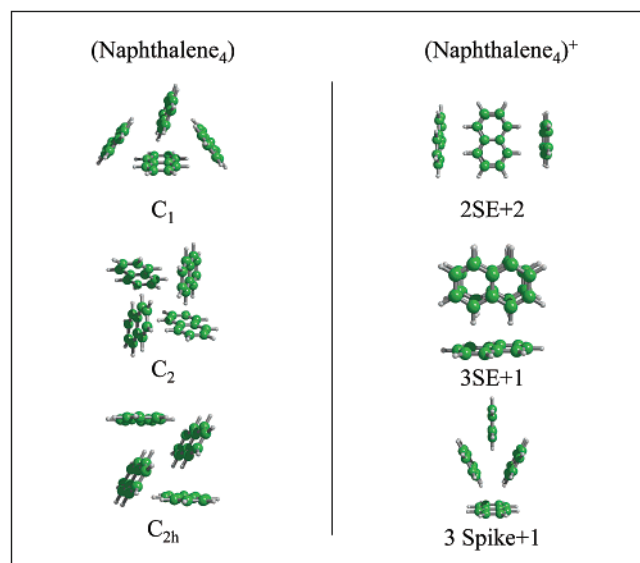 (Naphthalene₄)
C₁
C₂
C₂ₕ
(Naphthalene₄)⁺
2SE+2
3SE+1
3 Spike+1